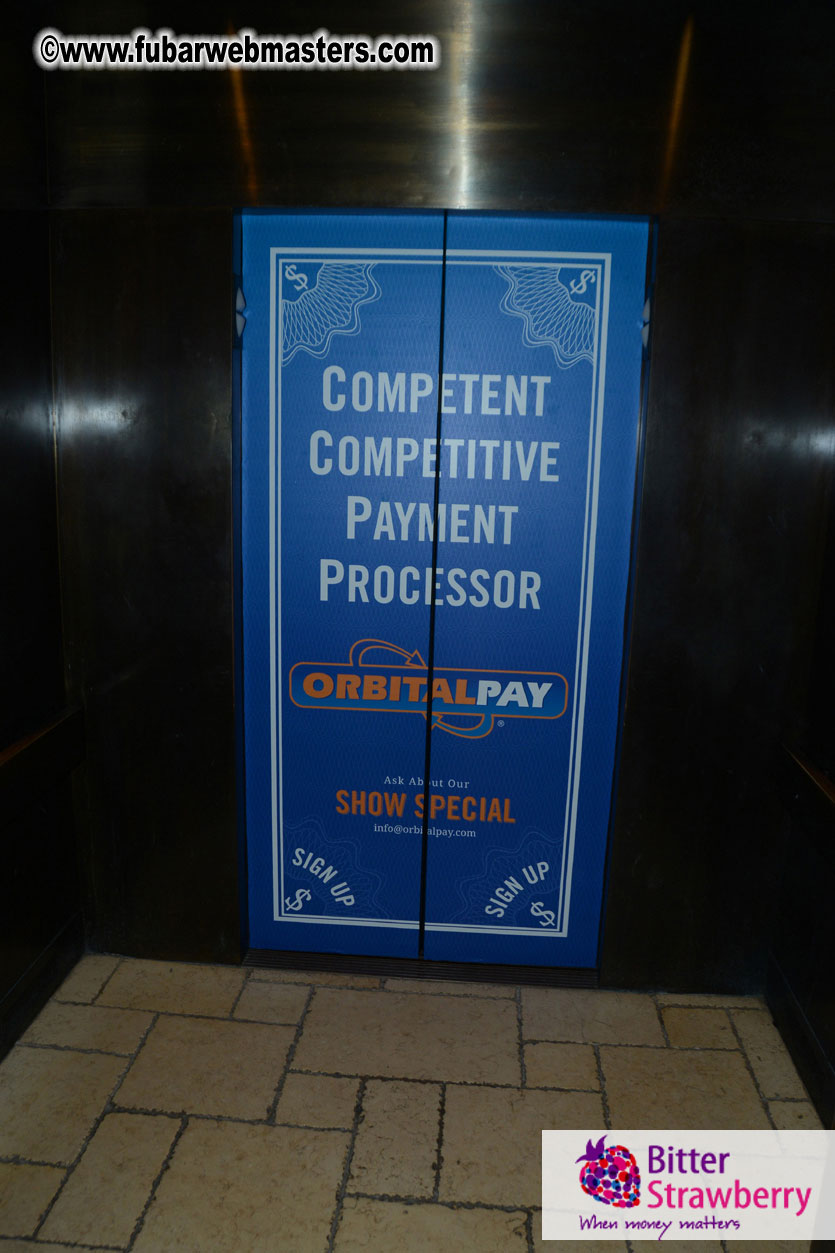 ©www.fubarwebmasters.com
$ $
COMPETENT
COMPETITIVE
PAYMENT
PROCESSOR
ORBITALPAY®
Ask About Our
SHOW SPECIAL
info@orbitalpay.com
SIGN UP SIGN UP
$ $
Bitter
Strawberry
When money matters